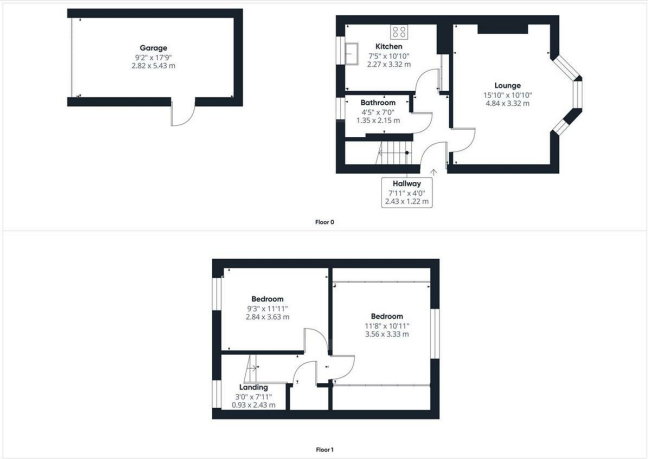 Garage
9'2" x 17'9"
2.82 x 5.43 m
Kitchen
7'5" x 10'10"
2.27 x 3.32 m
Lounge
15'10" x 10'10"
4.84 x 3.32 m
Bathroom
4'5" x 7'0"
1.35 x 2.15 m
Hallway
7'11" x 4'0"
2.43 x 1.22 m
Floor 0
Bedroom
9'3" x 11'11"
2.84 x 3.63 m
Bedroom
11'8" x 10'11"
3.56 x 3.33 m
Landing
3'0" x 7'11"
0.93 x 2.43 m
Floor 1